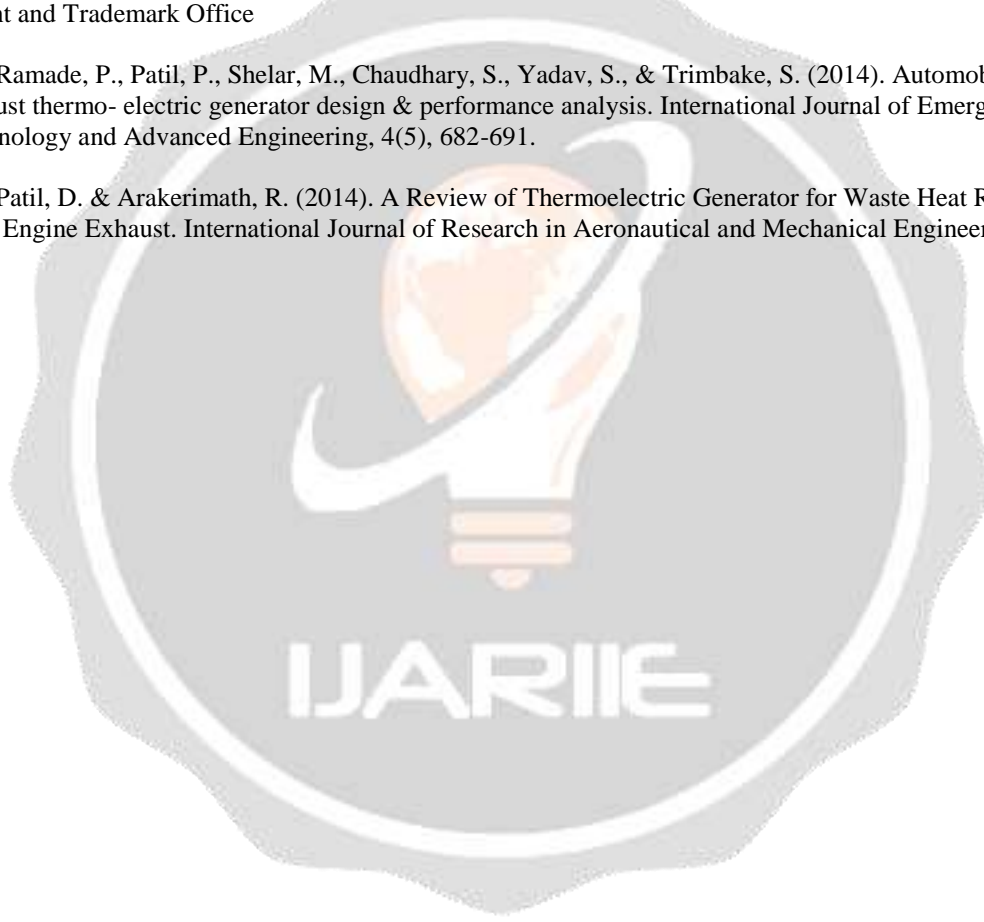 nt and Trademark Office
Ramade, P., Patil, P., Shelar, M., Chaudhary, S., Yadav, S., & Trimbake, S. (2014). Automob
ust thermo- electric generator design & performance analysis. International Journal of Emerg
nology and Advanced Engineering, 4(5), 682-691.
Patil, D. & Arakerimath, R. (2014). A Review of Thermoelectric Generator for Waste Heat R
Engine Exhaust. International Journal of Research in Aeronautical and Mechanical Engineer
IJARIIE